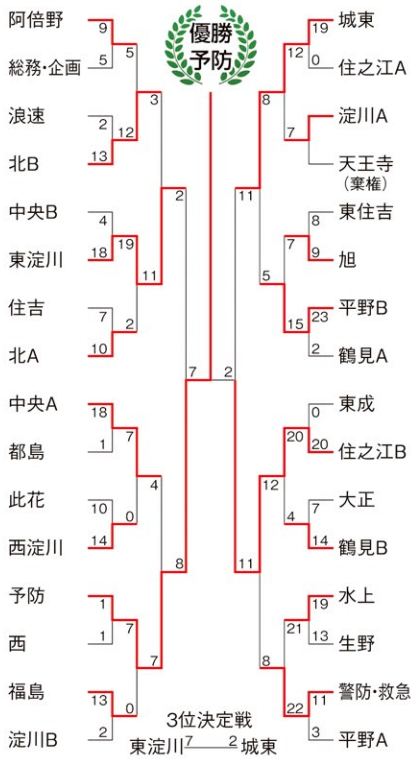 優勝
予防
阿倍野
9
5
総務・企画
5
浪速
2
12
北B
13
3
中央B
4
東淀川
18
19
住吉
7
2
北A
10
11
2
中央A
18
7
都島
1
此花
10
0
西淀川
14
4
予防
1
7
西
1
福島
13
0
淀川B
2
7
8
7
城東
19
12
住之江A
0
淀川A
7
天王寺
(棄権)
8
東住吉
8
7
旭
9
平野B
23
15
鶴見A
2
5
11
東成
0
20
住之江B
20
大正
7
4
鶴見B
14
12
水上
19
21
生野
13
警防・救急
11
22
平野A
3
8
11
2
3位決定戦
東淀川 7 2 城東